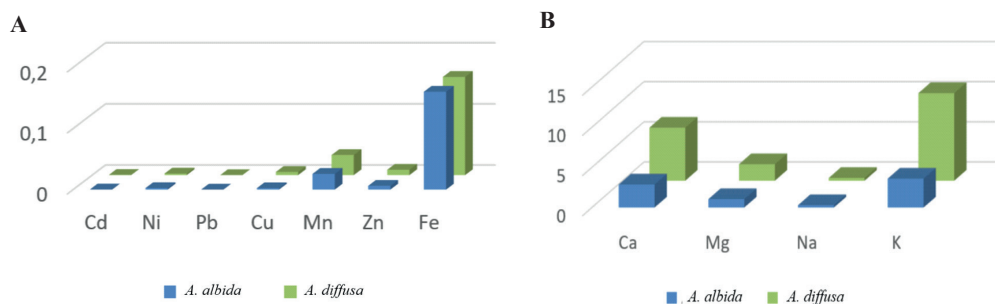 A
0,2
0,1
0
Cd Ni Pb Cu Mn Zn Fe
A. albida A. diffusa
B
15
10
5
0
Ca Mg Na K
A. albida A. diffusa